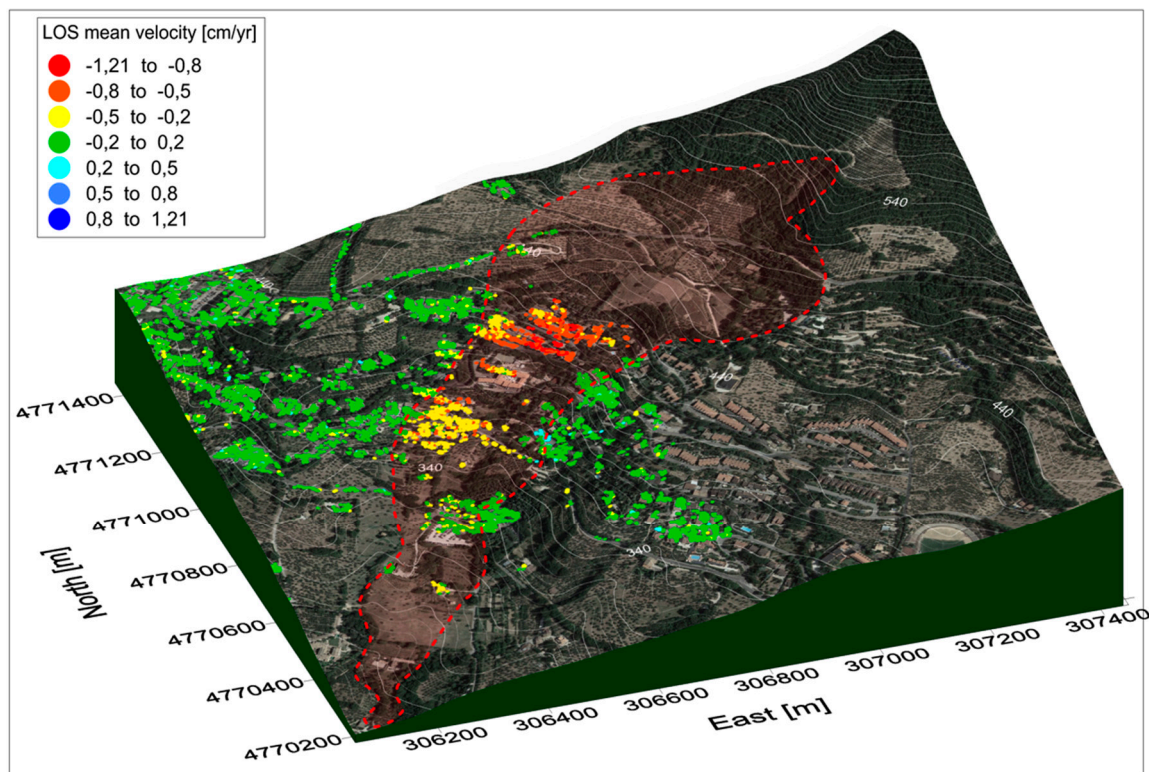 LOS mean velocity [cm/yr]
-1,21 to -0,8
-0,8 to -0,5
-0,5 to -0,2
-0,2 to 0,2
0,2 to 0,5
0,5 to 0,8
0,8 to 1,21
540
440
440
340
340
4771400
4771200
4771000
4770800
4770600
4770400
4770200
North [m]
306200
306400
306600
306800
307000
307200
307400
East [m]